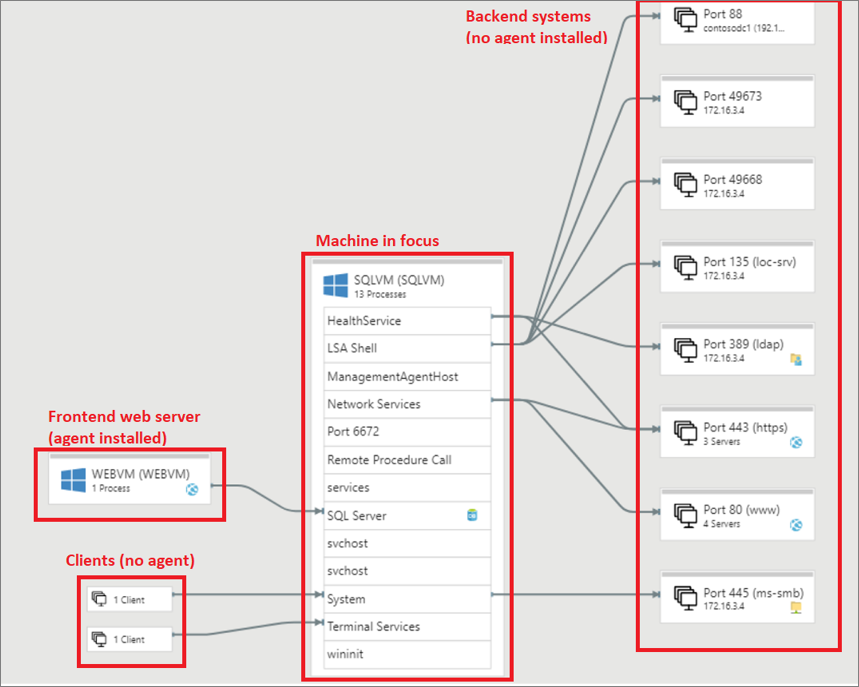 Backend systems
(no agent installed)
Port 88
contosodc1 (192.1...
Port 49673
172.16.3.4
Port 49668
172.16.3.4
Port 135 (loc-srv)
172.16.3.4
Port 389 (ldap)
172.16.3.4
Port 443 (https)
3 Servers
Port 80 (www)
4 Servers
Port 445 (ms-smb)
172.16.3.4
Machine in focus
SQLVM (SQLVM)
13 Processes
HealthService
LSA Shell
ManagementAgentHost
Network Services
Port 6672
Remote Procedure Call
services
SQL Server
svchost
svchost
System
Terminal Services
wininit
Frontend web server
(agent installed)
WEBVM (WEBVM)
1 Process
Clients (no agent)
1 Client
1 Client